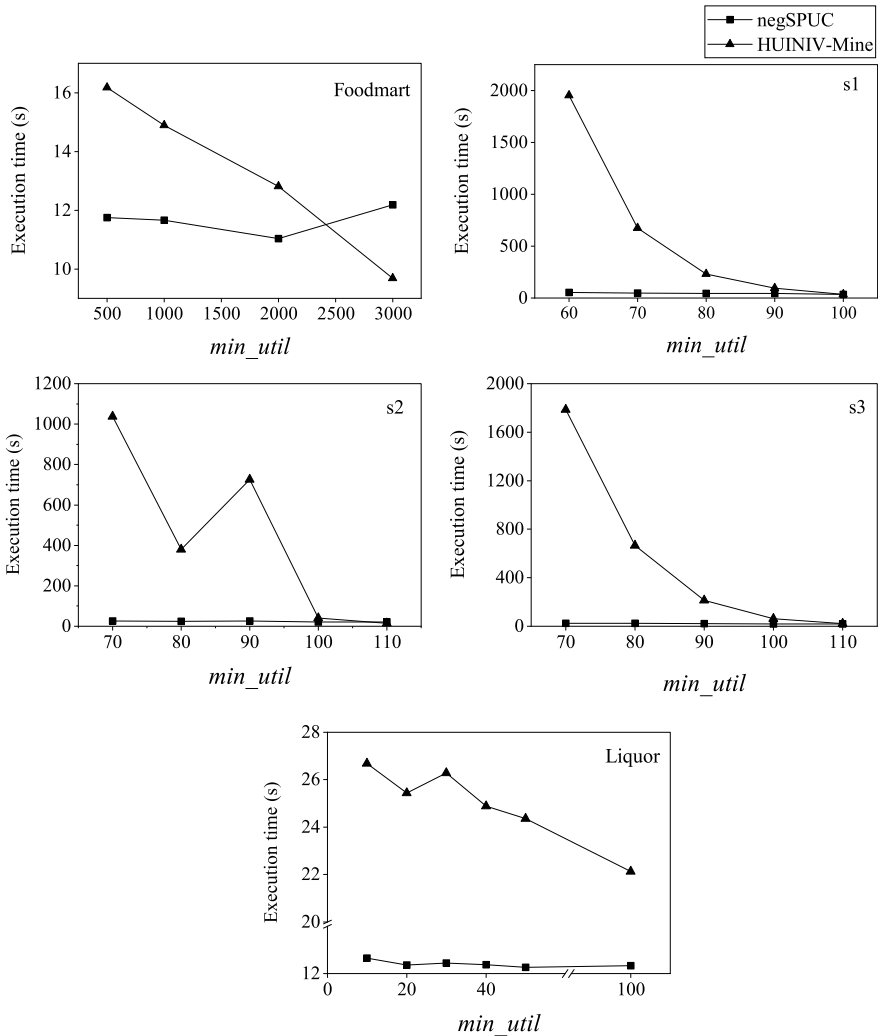 negSPUC
HUINIV-Mine
Foodmart
Execution time (s)
16
14
12
10
500 1000 1500 2000 2500 3000
min_util
s1
Execution time (s)
2000
1500
1000
500
0
60 70 80 90 100
min_util
s2
Execution time (s)
1200
1000
800
600
400
200
0
70 80 90 100 110
min_util
s3
Execution time (s)
2000
1600
1200
800
400
0
70 80 90 100 110
min_util
Liquor
Execution time (s)
28
26
24
22
20
12
0 20 40 100
min_util